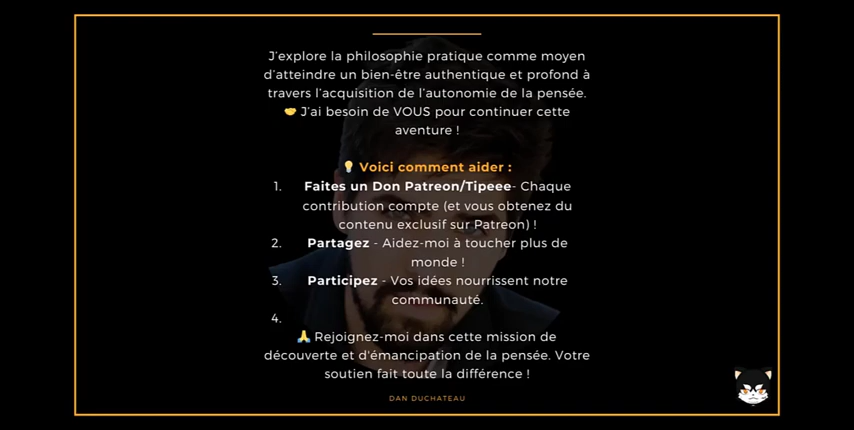 J'explore la philosophie pratique comme moyen
d'atteindre un bien-être authentique et profond à
travers l'acquisition de l'autonomie de la pensée.
🤝 J'ai besoin de VOUS pour continuer cette
aventure !
💡 Voici comment aider :
1. Faites un Don Patreon/Tipeee- Chaque
contribution compte (et vous obtenez du
contenu exclusif sur Patreon) !
2. Partagez - Aidez-moi à toucher plus de
monde !
3. Participez - Vos idées nourrissent notre
communauté.
4.
🙏 Rejoignez-moi dans cette mission de
découverte et d'émancipation de la pensée. Votre
soutien fait toute la différence !
DAN DUCHATEAU